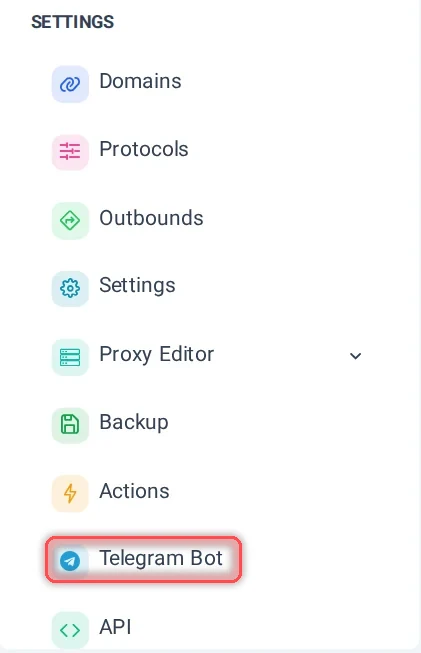 SETTINGS
Domains
Protocols
Outbounds
Settings
Proxy Editor
Backup
Actions
Telegram Bot
API